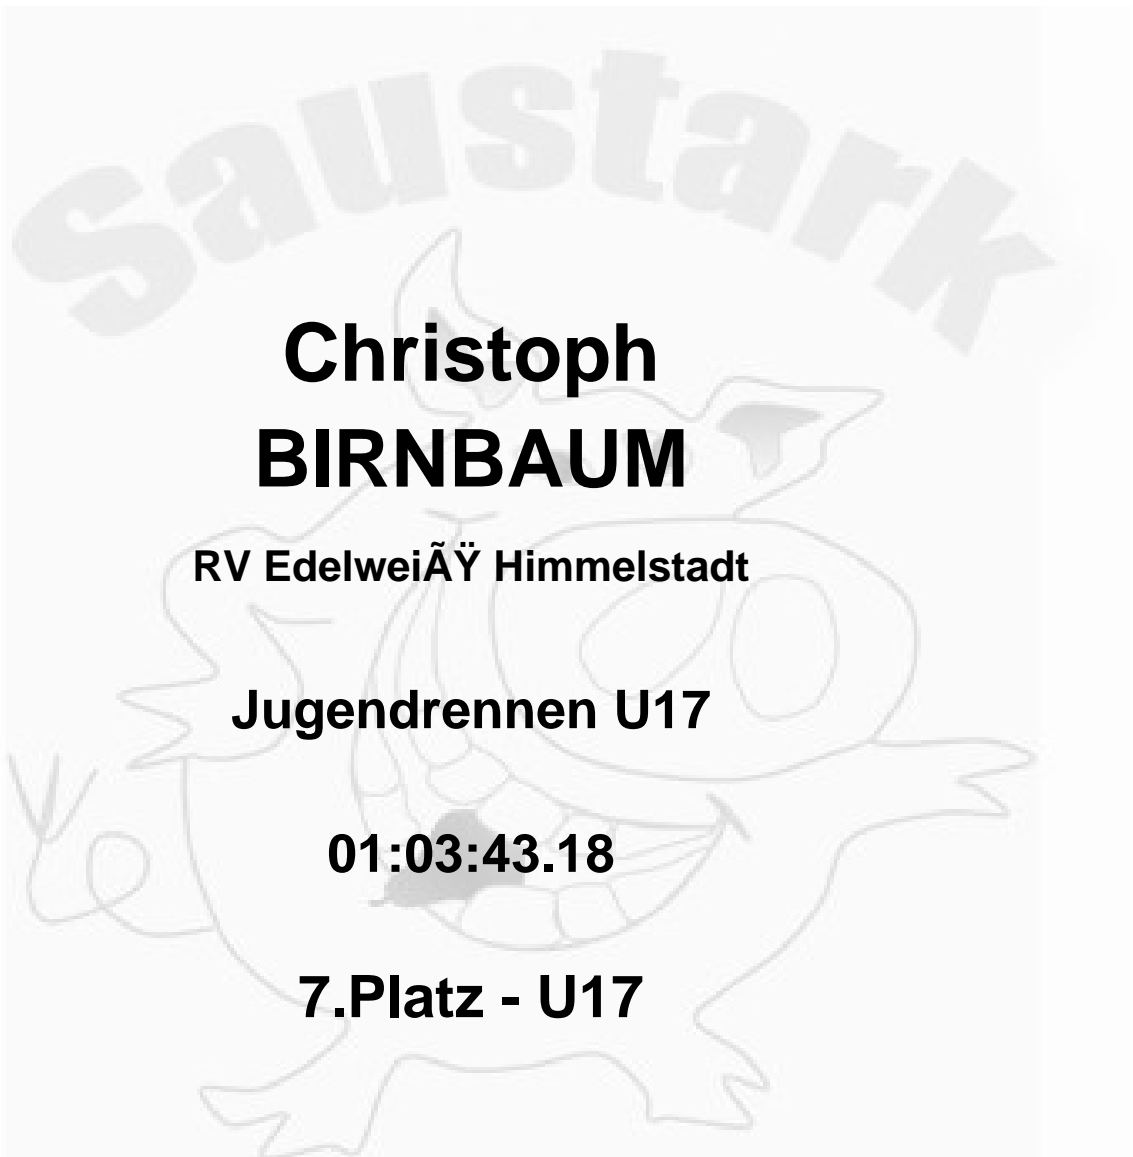 Saustark
Christoph
BIRNBAUM
RV EdelweiÃŸ Himmelstadt
Jugendrennen U17
01:03:43.18
7.Platz - U17